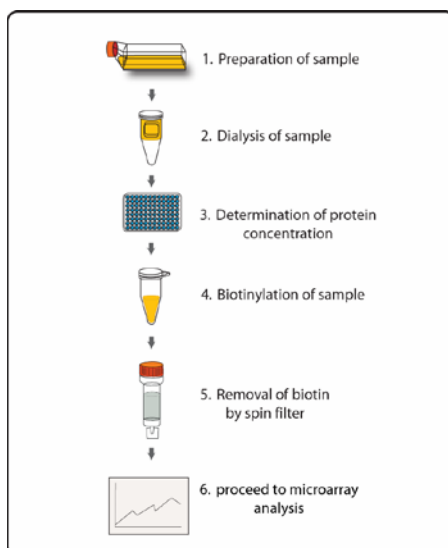 1. Preparation of sample
2. Dialysis of sample
3. Determination of protein
concentration
4. Biotinylation of sample
5. Removal of biotin
by spin filter
6. proceed to microarray
analysis